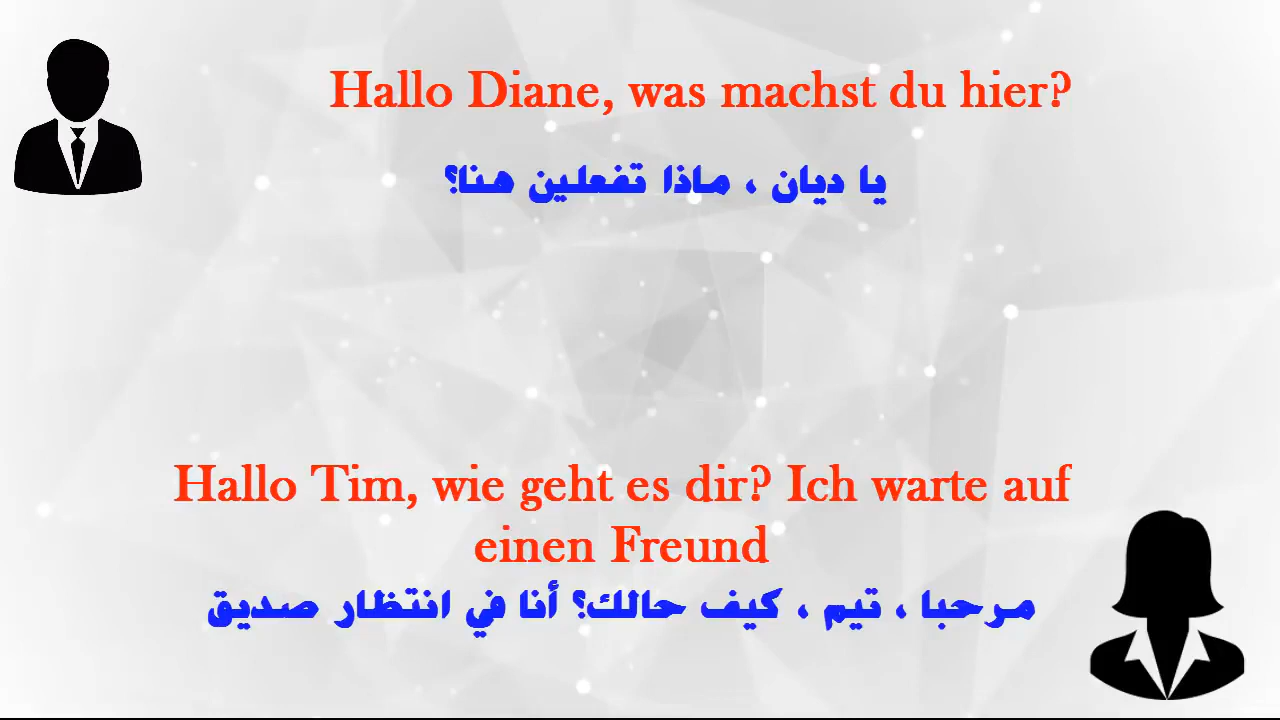 Hallo Diane, was machst du hier?
يا ديان ، ماذا تفعلين هنا؟
Hallo Tim, wie geht es dir? Ich warte auf
einen Freund
مرحبا ، تيم ، كيف حالك؟ أنا في انتظار صديق